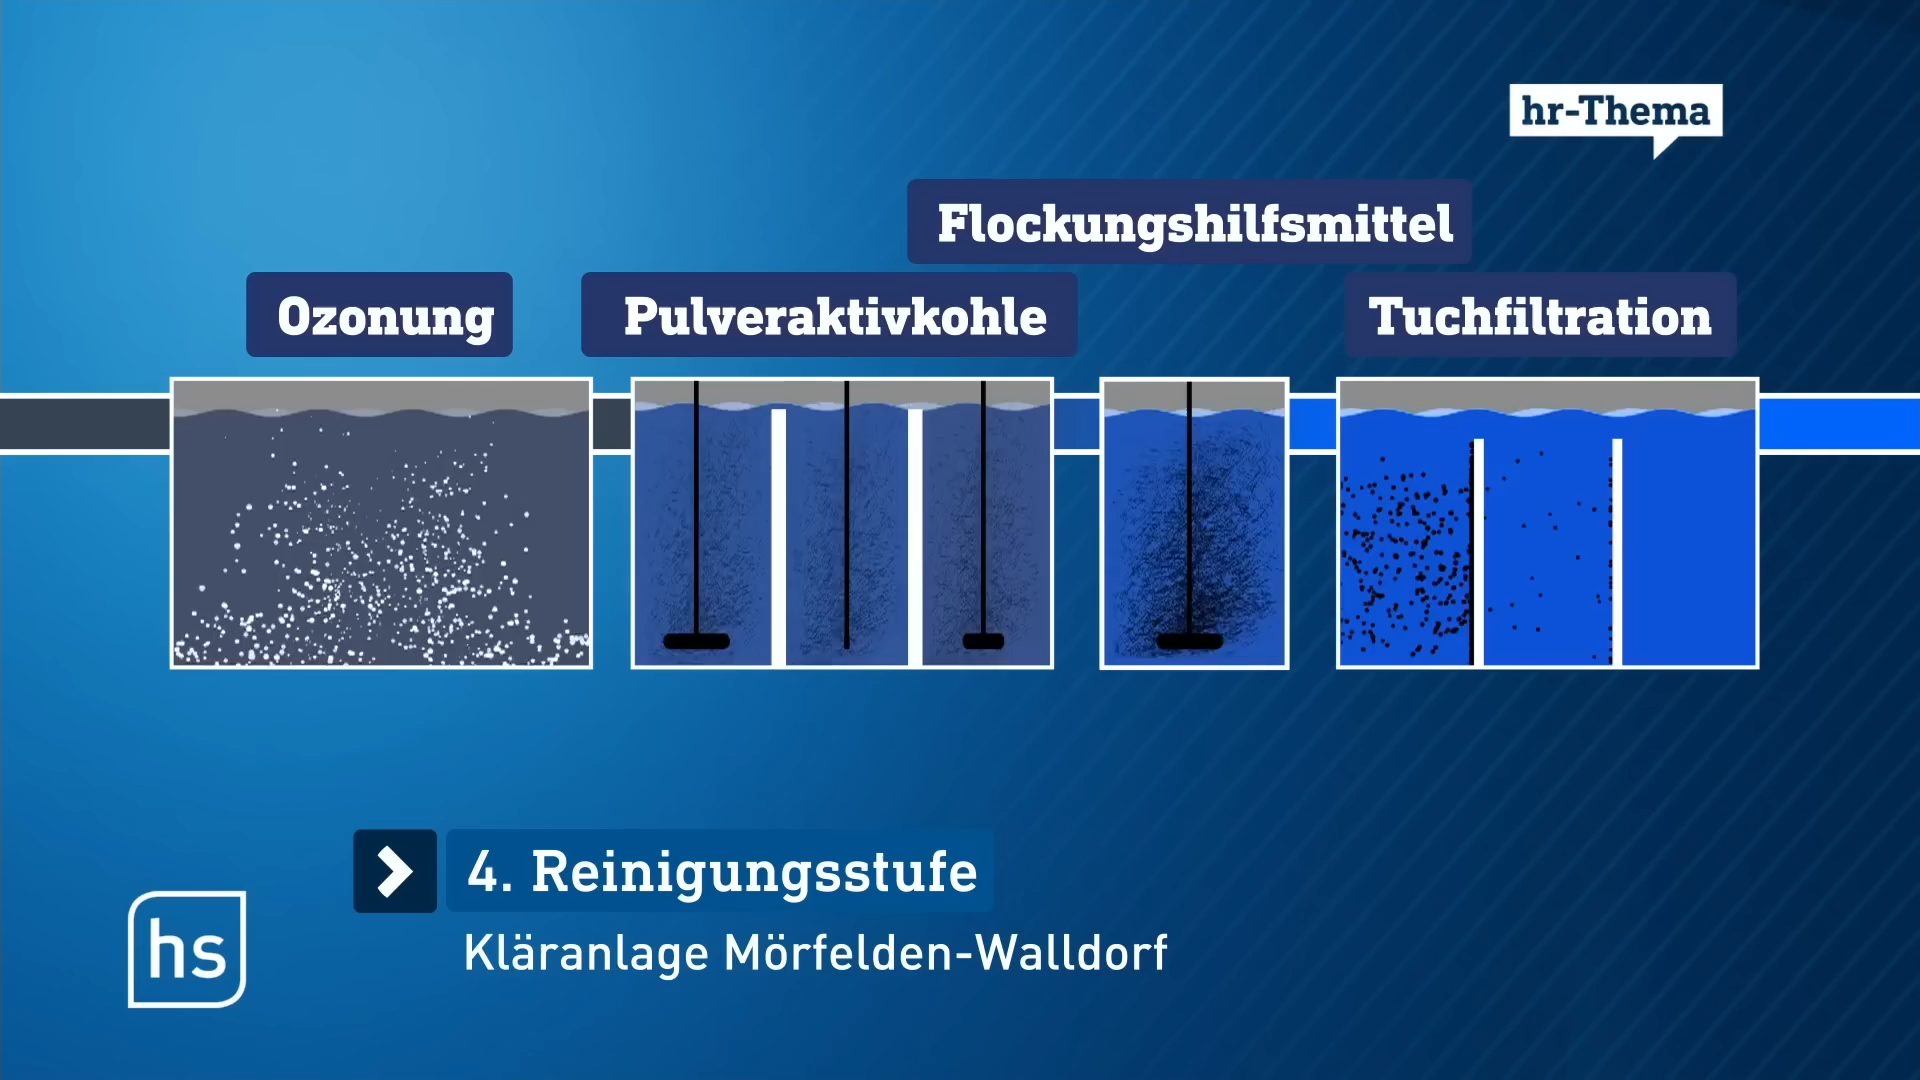 hr-Thema
Flockungshilfsmittel
Ozonung
Pulveraktivkohle
Tuchfiltration
4. Reinigungsstufe
Kläranlage Mörfelden-Walldorf
hs